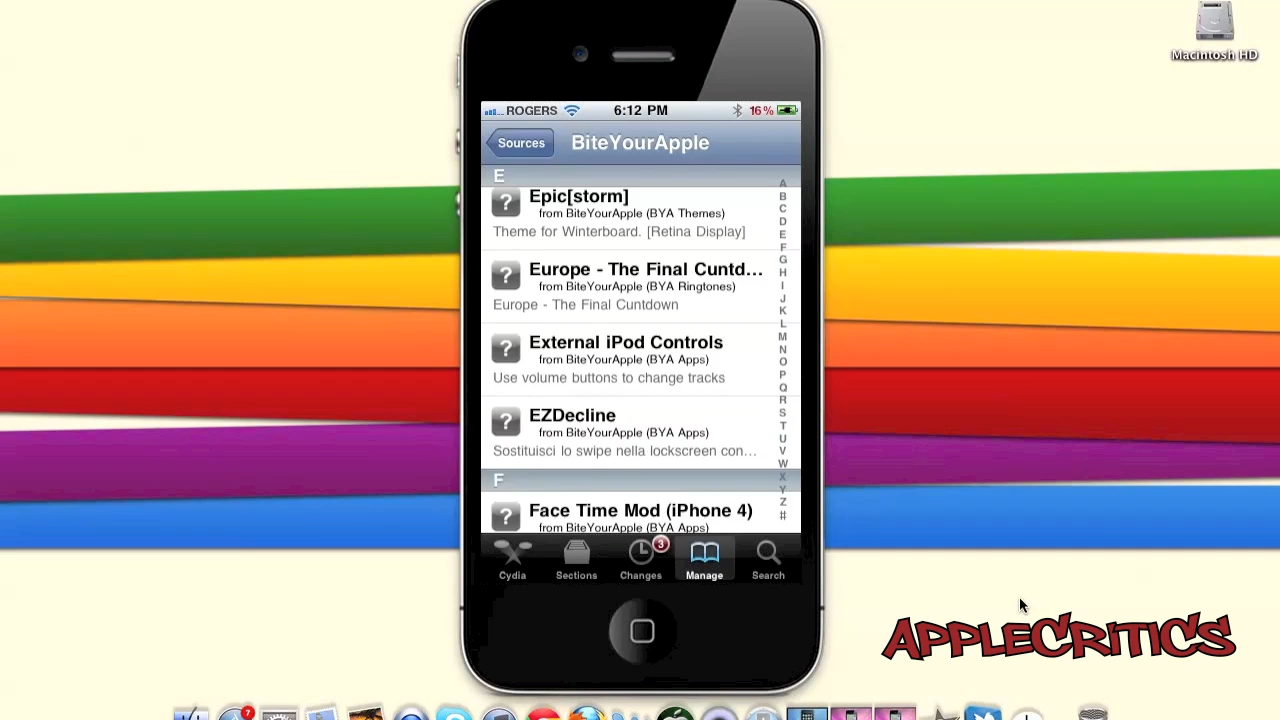 Macintosh HD
ROGERS 6:12 PM 16%
Sources BiteYourApple
E
Epic[storm]
from BiteYourApple (BYA Themes)
Theme for Winterboard. [Retina Display]
Europe - The Final Cuntd...
from BiteYourApple (BYA Ringtones)
Europe - The Final Cuntdown
External iPod Controls
from BiteYourApple (BYA Apps)
Use volume buttons to change tracks
EZDecline
from BiteYourApple (BYA Apps)
Sostituisci lo swipe nella lockscreen con...
F
Face Time Mod (iPhone 4)
from BiteYourApple (BYA Apps)
A
B
C
D
E
F
G
H
I
J
K
L
M
N
O
P
Q
R
S
T
U
V
W
X
Y
Z
#
3
Cydia Sections Changes Manage Search
APPLECRITICS
7